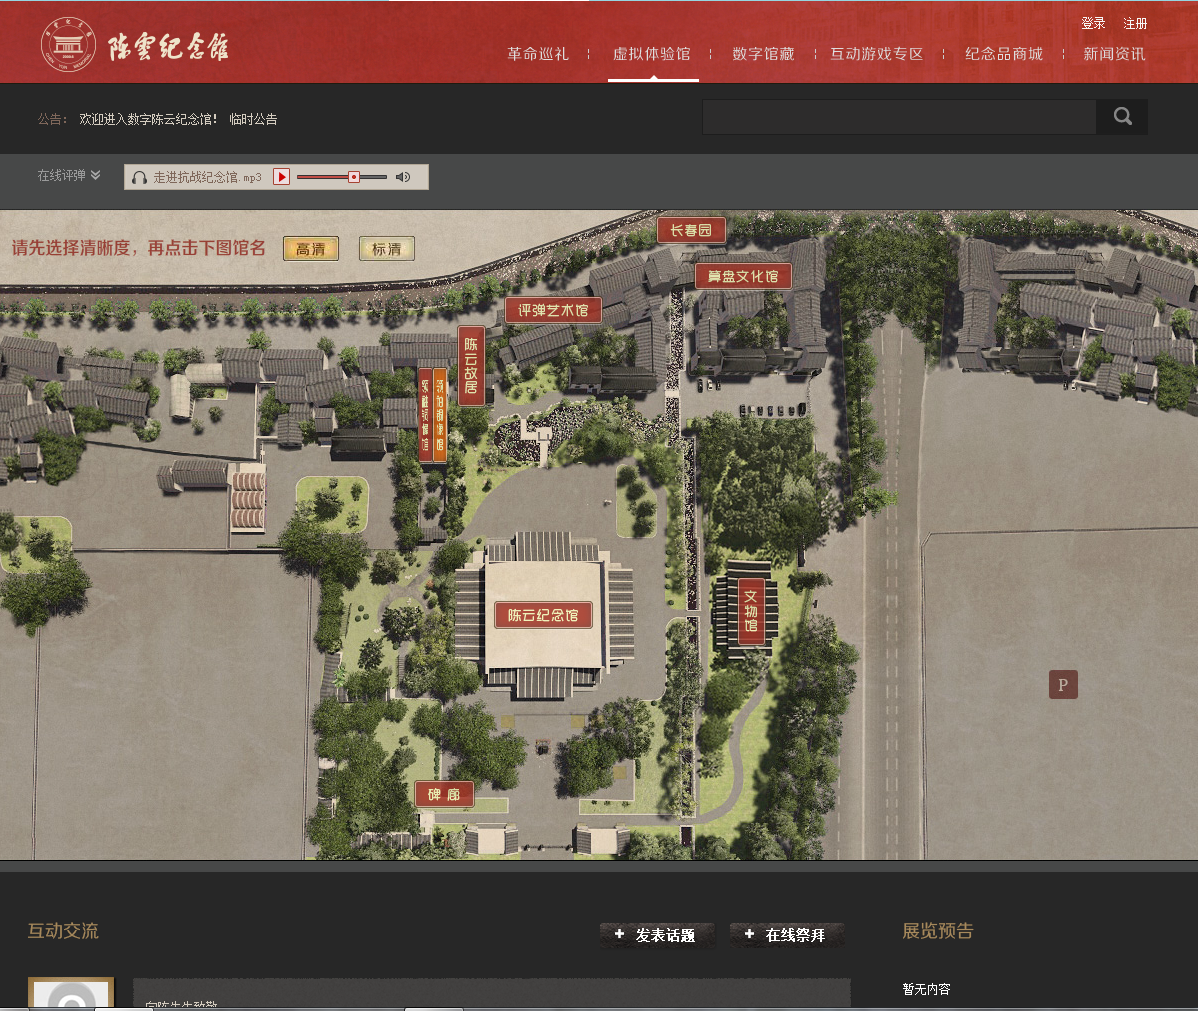 登录 注册
陈雲纪念馆
革命巡礼 虚拟体验馆 数字馆藏 互动游戏专区 纪念品商城 新闻资讯
公告： 欢迎进入数字陈云纪念馆！ 临时公告
在线评弹 走进抗战纪念馆.mp3
长春园
请先选择清晰度，再点击下图馆名 高清 标清
算盘文化馆
评弹艺术馆
陈云故居
陈云纪念馆
文物馆
P
碑 廊
互动交流 发表话题 在线祭拜 展览预告
暂无内容